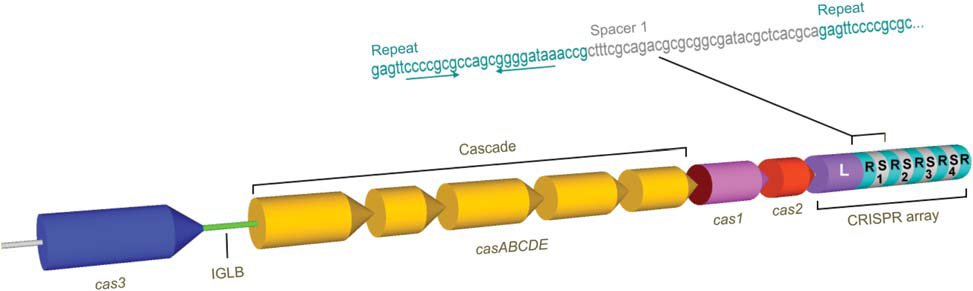 Repeat
Spacer 1
Repeat
gagttccccgcgccagcggggataaaccgctttcgcagacgcgcggcgatacgctcacgcagagttccccgcgc...
Cascade
L R S R S R S R S R
1 2 3 4
cas3
IGLB
casABCDE
cas1
cas2
CRISPR array